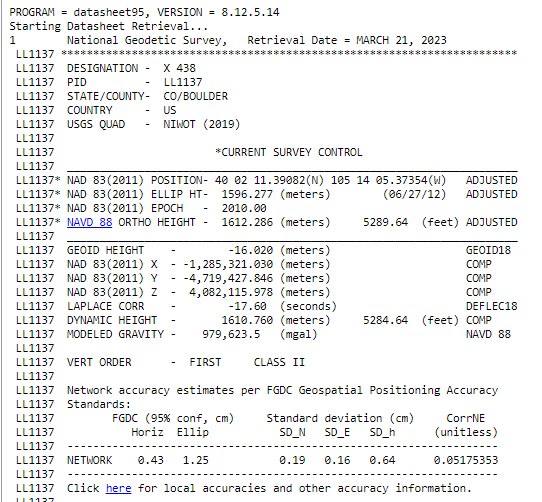 PROGRAM = datasheet95, VERSION = 8.12.5.14
Starting Datasheet Retrieval...
1        National Geodetic Survey,   Retrieval Date = MARCH 21, 2023
 LL1137 ***********************************************************************
 LL1137  DESIGNATION -  X 438
 LL1137  PID         -  LL1137
 LL1137  STATE/COUNTY-  CO/BOULDER
 LL1137  COUNTRY     -  US
 LL1137  USGS QUAD   -  NIWOT (2019)
 LL1137
 LL1137                         *CURRENT SURVEY CONTROL
 LL1137  ______________________________________________________________________
 LL1137* NAD 83(2011) POSITION- 40 02 11.39082(N) 105 14 05.37354(W)   ADJUSTED
 LL1137* NAD 83(2011) ELLIP HT-  1596.277 (meters)        (06/27/12)   ADJUSTED
 LL1137* NAD 83(2011) EPOCH   -  2010.00
 LL1137* NAVD 88 ORTHO HEIGHT -  1612.286 (meters)     5289.64  (feet) ADJUSTED
 LL1137  ______________________________________________________________________
 LL1137  GEOID HEIGHT    -        -16.020 (meters)                     GEOID18
 LL1137  NAD 83(2011) X  - -1,285,321.030 (meters)                     COMP
 LL1137  NAD 83(2011) Y  - -4,719,427.846 (meters)                     COMP
 LL1137  NAD 83(2011) Z  -  4,082,115.978 (meters)                     COMP
 LL1137  LAPLACE CORR    -        -17.60  (seconds)                    DEFLEC18
 LL1137  DYNAMIC HEIGHT  -       1610.760 (meters)     5284.64  (feet) COMP
 LL1137  MODELED GRAVITY -    979,623.5   (mgal)                       NAVD 88
 LL1137
 LL1137  VERT ORDER      -  FIRST     CLASS II
 LL1137
 LL1137  Network accuracy estimates per FGDC Geospatial Positioning Accuracy
 LL1137  Standards:
 LL1137         FGDC (95% conf, cm)     Standard deviation (cm)     CorrNE
 LL1137            Horiz  Ellip           SD_N   SD_E   SD_h      (unitless)
 LL1137  -------------------------------------------------------------------
 LL1137  NETWORK    0.43   1.25           0.19   0.16   0.64      0.05175353
 LL1137  -------------------------------------------------------------------
 LL1137  Click here for local accuracies and other accuracy information.
 LL1137